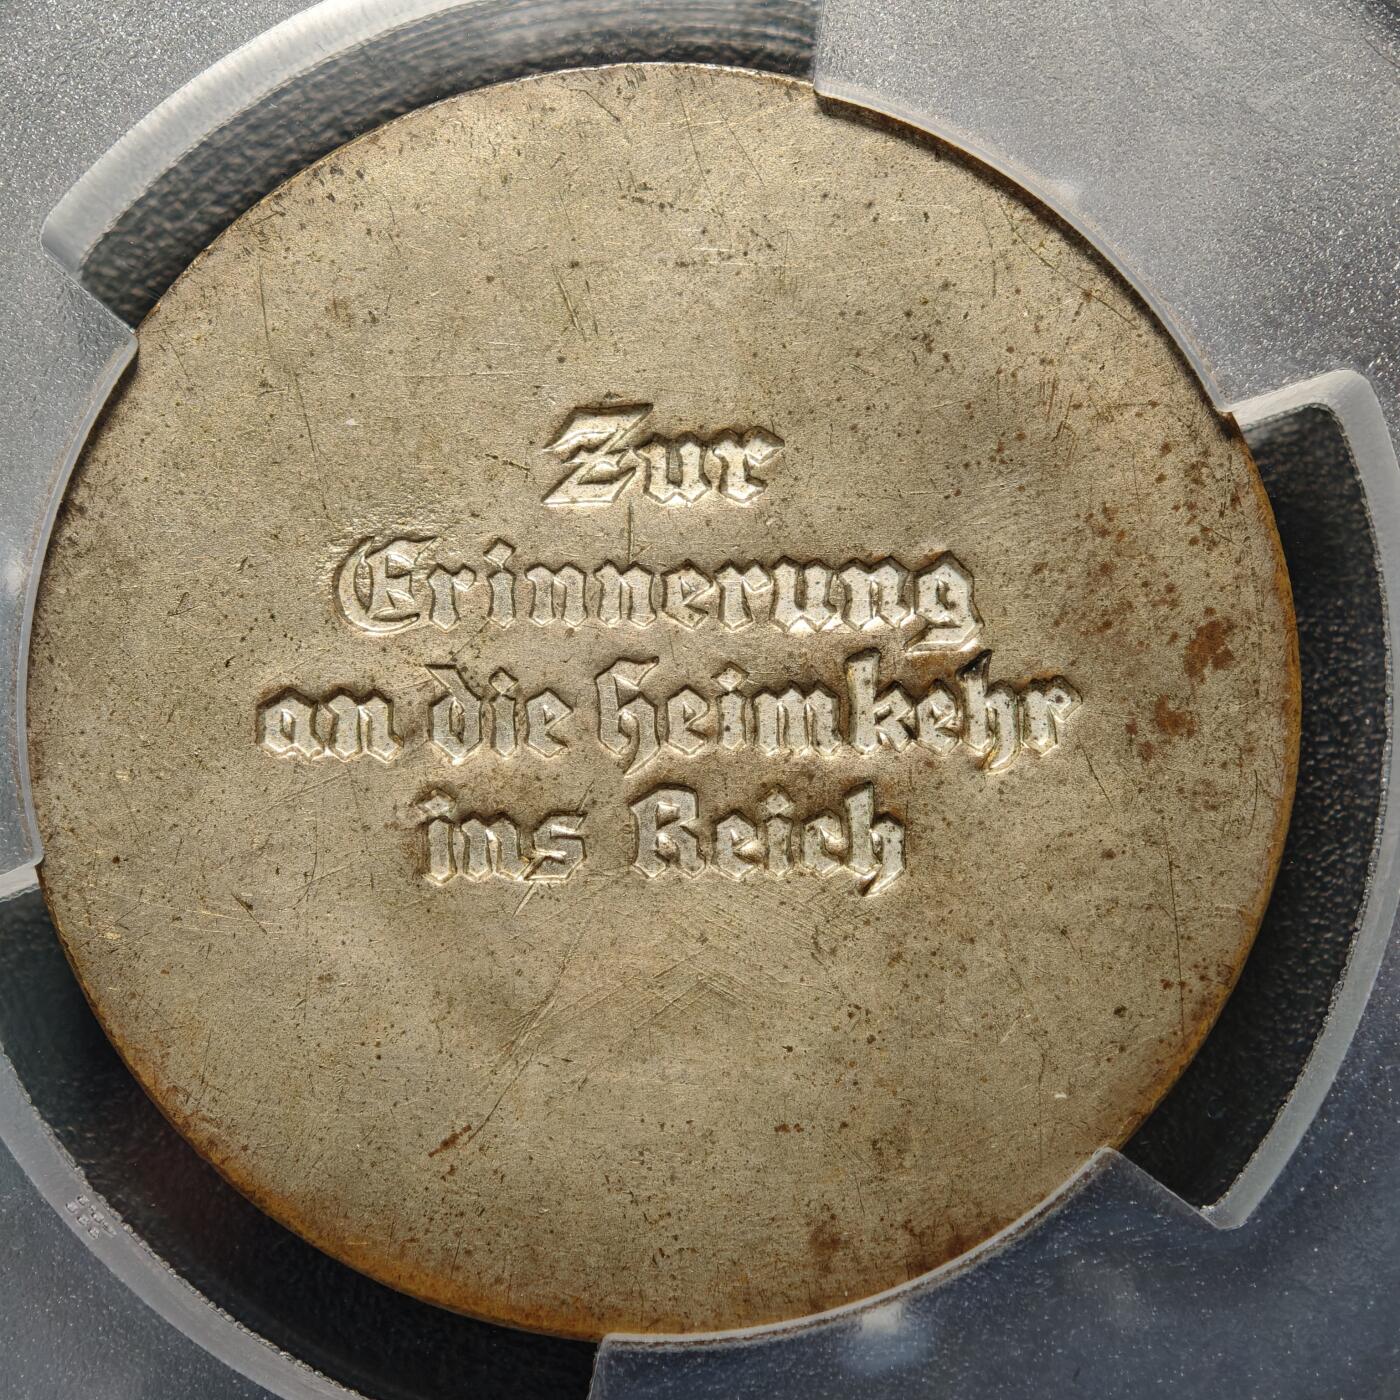 Zur
Erinnerung
an die Heimkehr
ins Reich